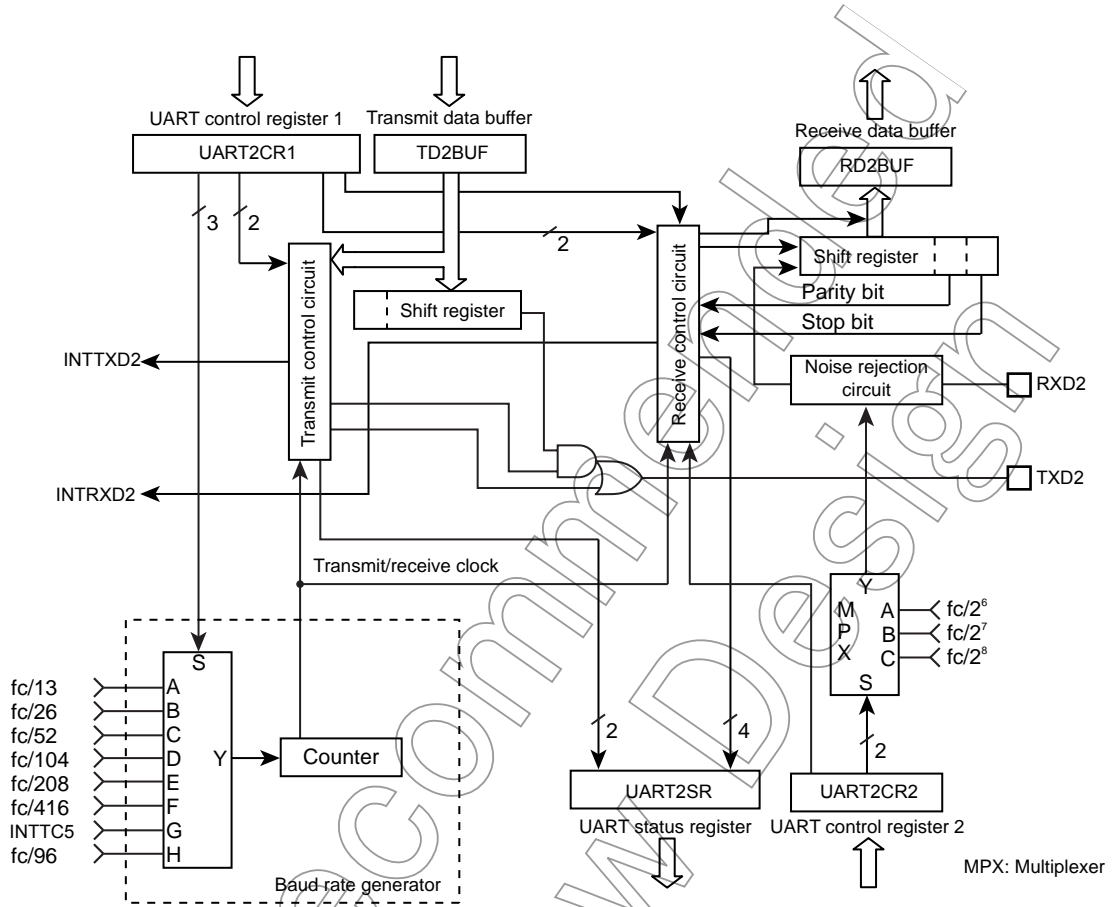 UART control register 1
Transmit data buffer
Receive data buffer
UART2CR1
TD2BUF
RD2BUF
3
2
2
Transmit control circuit
Shift register
Receive control circuit
Shift register
Parity bit
Stop bit
INTTXD2
Noise rejection
circuit
RXD2
INTRXD2
TXD2
Transmit/receive clock
S
fc/13
A
fc/26
B
fc/52
C
fc/104
D
fc/208
E
fc/416
F
INTTC5
G
fc/96
H
Y
Counter
Baud rate generator
Y
M
P
X
A
fc/2⁶
B
fc/2⁷
C
fc/2⁸
S
2
4
2
UART2SR
UART2CR2
UART status register
UART control register 2
MPX: Multiplexer
ecommended
w Design